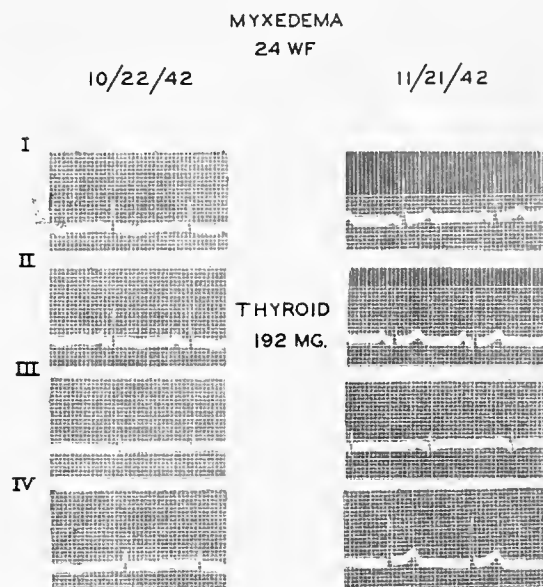 MYXEDEMA
24 WF
10/22/42
11/21/42
I
II
THYROID
192 MG.
III
IV